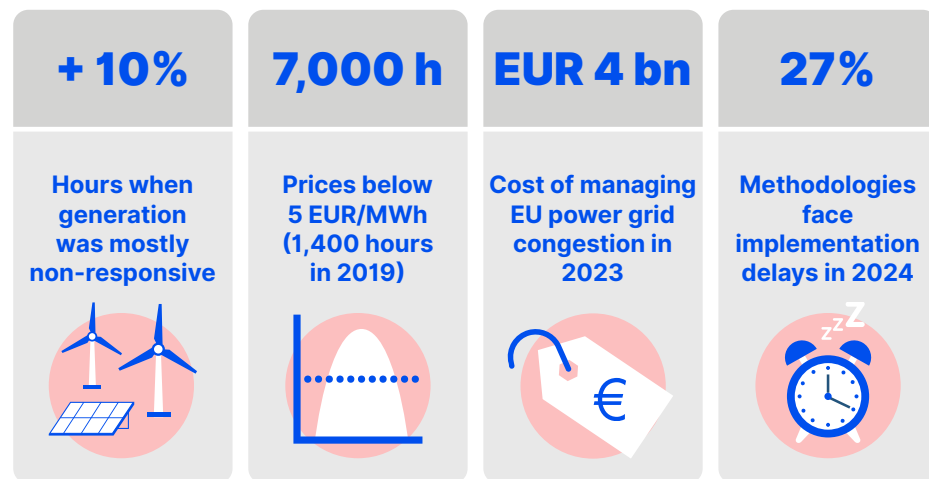 + 10%
Hours when
generation
was mostly
non-responsive
7,000 h
Prices below
5 EUR/MWh
(1,400 hours
in 2019)
EUR 4 bn
Cost of managing
EU power grid
congestion in
2023
€
27%
Methodologies
face
implementation
delays in 2024
z z Z